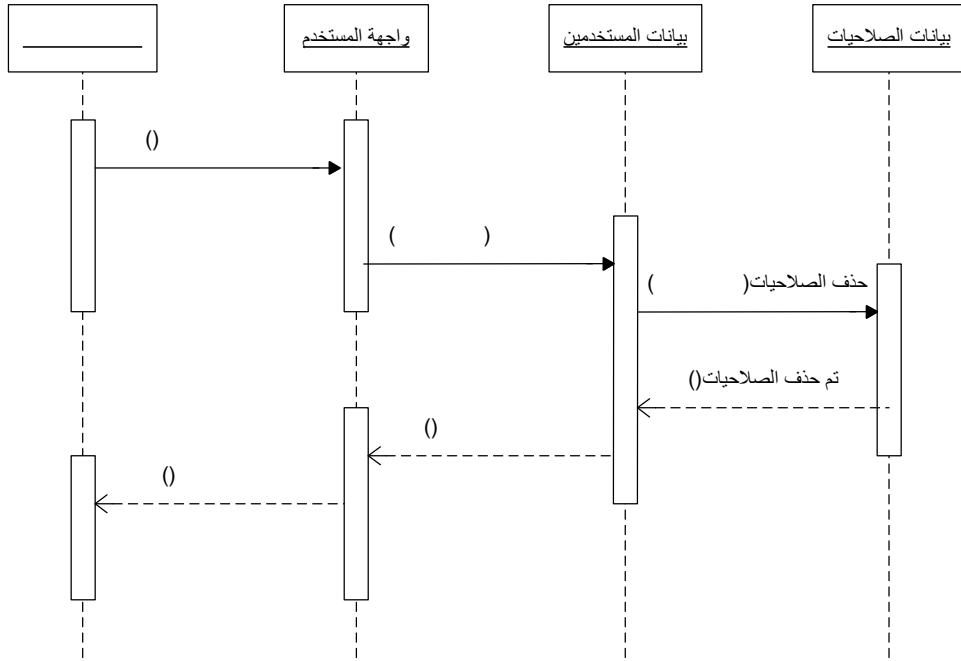 واجهة المستخدم
بيانات المستخدمين
بيانات الصلاحيات
()
( )
حذف الصلاحيات( )
تم حذف الصلاحيات()
()
()